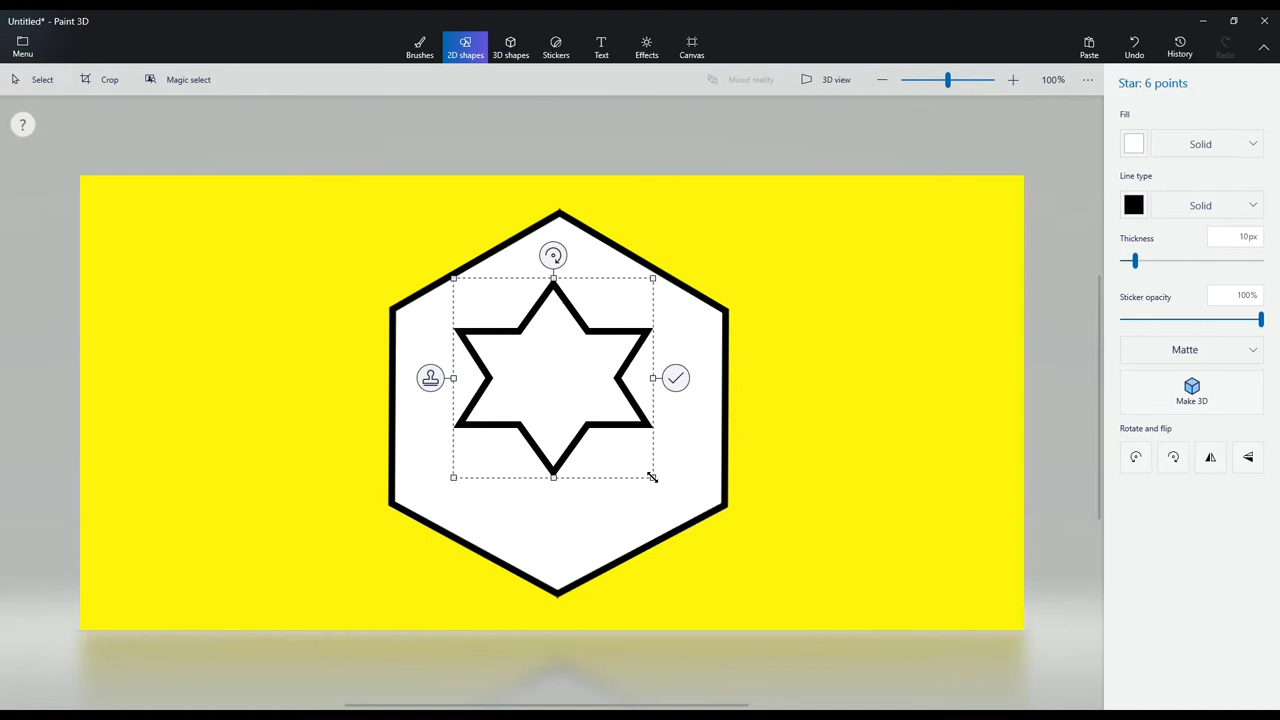 Untitled* - Paint 3D
Menu
Brushes
2D shapes
3D shapes
Stickers
Text
Effects
Canvas
Paste
Undo
History
Redo
Select
Crop
Magic select
Mixed reality
3D view
100%
Star: 6 points
?
Fill
Solid
Line type
Solid
Thickness
10px
Sticker opacity
100%
Matte
Make 3D
Rotate and flip